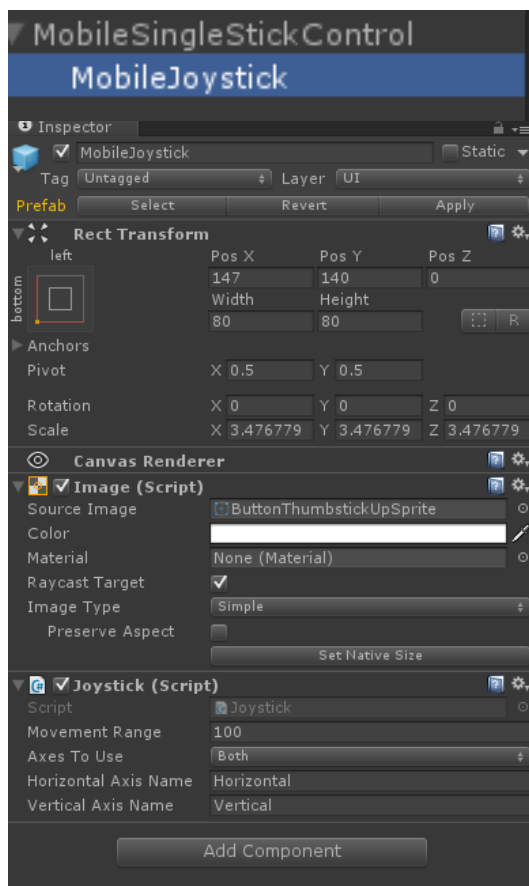 MobileSingleStickControl
MobileJoystick
Inspector
MobileJoystick Static
Tag Untagged Layer UI
Prefab Select Revert Apply
Rect Transform
left Pos X Pos Y Pos Z
bottom 147 140 0
Width Height
80 80 R
Anchors
Pivot X 0.5 Y 0.5
Rotation X 0 Y 0 Z 0
Scale X 3.476779 Y 3.476779 Z 3.476779
Canvas Renderer
Image (Script)
Source Image ButtonThumbstickUpSprite
Color
Material None (Material)
Raycast Target
Image Type Simple
Preserve Aspect
Set Native Size
Joystick (Script)
Script Joystick
Movement Range 100
Axes To Use Both
Horizontal Axis Name Horizontal
Vertical Axis Name Vertical
Add Component